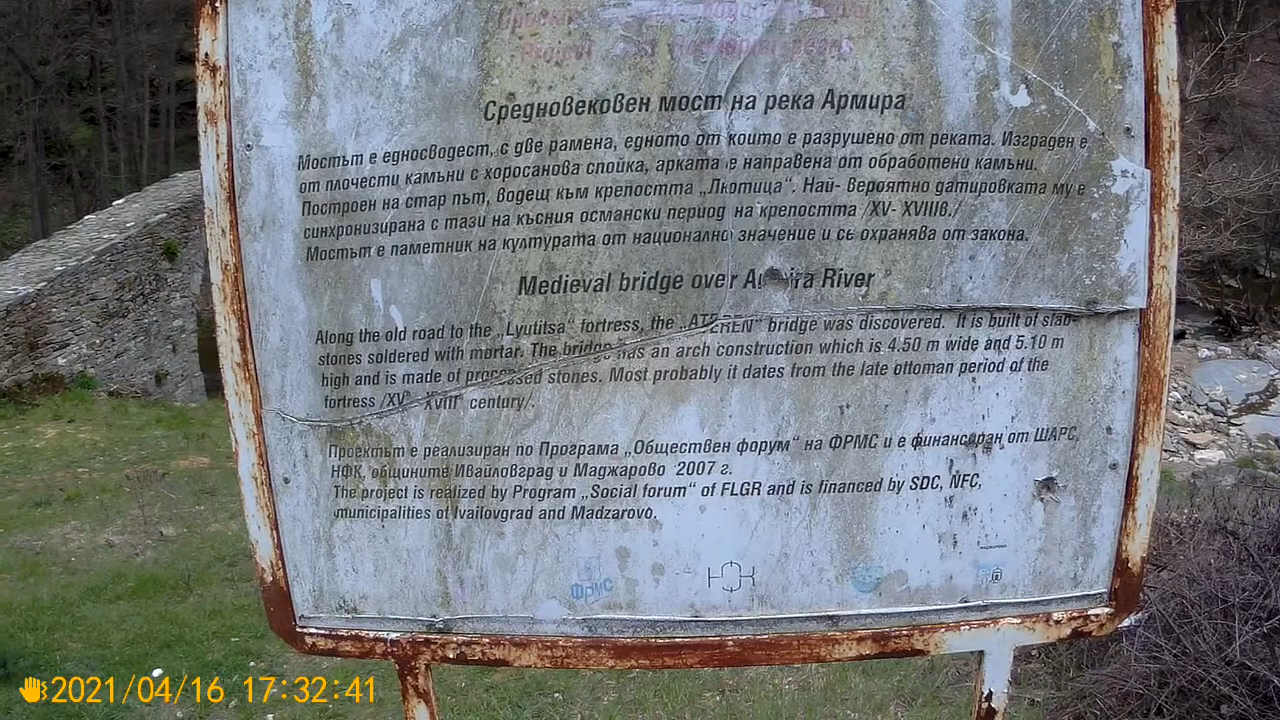 Project
Средновековен мост на река Армира
Мостът е едносводест, с две рамена, едното от които е разрушено от реката. Изграден е
от плочести камъни с хоросанова спойка, арката е направена от обработени камъни.
Построен на стар път, водещ към крепостта „Лютица“. Най- вероятно датировката му е
синхронизирана с тази на късния османски период на крепостта /XV- XVIIIв./
Мостът е паметник на културата от национално значение и се охранява от закона.
Medieval bridge over River
Along the old road to the „Lyutitsa“ fortress, the „ATEREN“ bridge was discovered. It is built of slab-
stones soldered with mortar. The bridge has an arch construction which is 4.50 m wide and 5.10 m
high and is made of processed stones. Most probably it dates from the late ottoman period of the
fortress /XVth XVIIIth century/.
Проектът е реализиран по Програма „Обществен форум“ на ФРМС и е финансиран от ШАРС,
НФК, общините Ивайловград и Маджарово 2007 г.
The project is realized by Program „Social forum“ of FLGR and is financed by SDC, NFC,
municipalities of Ivailovgrad and Madzarovo.
ФРМС
2021/04/16 17:32:41